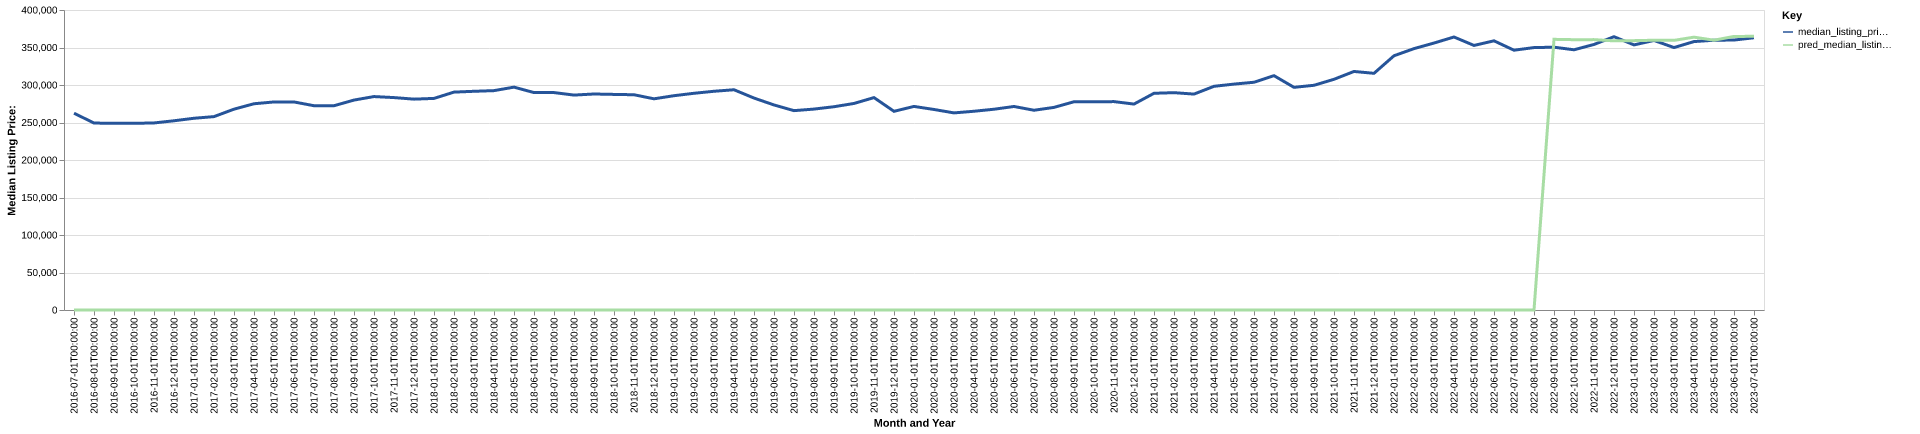 400,000
350,000
300,000
250,000
200,000
150,000
100,000
50,000
0
Median Listing Price:
2016-07-01T00:00:00
2016-08-01T00:00:00
2016-09-01T00:00:00
2016-10-01T00:00:00
2016-11-01T00:00:00
2016-12-01T00:00:00
2017-01-01T00:00:00
2017-02-01T00:00:00
2017-03-01T00:00:00
2017-04-01T00:00:00
2017-05-01T00:00:00
2017-06-01T00:00:00
2017-07-01T00:00:00
2017-08-01T00:00:00
2017-09-01T00:00:00
2017-10-01T00:00:00
2017-11-01T00:00:00
2017-12-01T00:00:00
2018-01-01T00:00:00
2018-02-01T00:00:00
2018-03-01T00:00:00
2018-04-01T00:00:00
2018-05-01T00:00:00
2018-06-01T00:00:00
2018-07-01T00:00:00
2018-08-01T00:00:00
2018-09-01T00:00:00
2018-10-01T00:00:00
2018-11-01T00:00:00
2018-12-01T00:00:00
2019-01-01T00:00:00
2019-02-01T00:00:00
2019-03-01T00:00:00
2019-04-01T00:00:00
2019-05-01T00:00:00
2019-06-01T00:00:00
2019-07-01T00:00:00
2019-08-01T00:00:00
2019-09-01T00:00:00
2019-10-01T00:00:00
2019-11-01T00:00:00
2019-12-01T00:00:00
2020-01-01T00:00:00
2020-02-01T00:00:00
2020-03-01T00:00:00
2020-04-01T00:00:00
2020-05-01T00:00:00
2020-06-01T00:00:00
2020-07-01T00:00:00
2020-08-01T00:00:00
2020-09-01T00:00:00
2020-10-01T00:00:00
2020-11-01T00:00:00
2020-12-01T00:00:00
2021-01-01T00:00:00
2021-02-01T00:00:00
2021-03-01T00:00:00
2021-04-01T00:00:00
2021-05-01T00:00:00
2021-06-01T00:00:00
2021-07-01T00:00:00
2021-08-01T00:00:00
2021-09-01T00:00:00
2021-10-01T00:00:00
2021-11-01T00:00:00
2021-12-01T00:00:00
2022-01-01T00:00:00
2022-02-01T00:00:00
2022-03-01T00:00:00
2022-04-01T00:00:00
2022-05-01T00:00:00
2022-06-01T00:00:00
2022-07-01T00:00:00
2022-08-01T00:00:00
2022-09-01T00:00:00
2022-10-01T00:00:00
2022-11-01T00:00:00
2022-12-01T00:00:00
2023-01-01T00:00:00
2023-02-01T00:00:00
2023-03-01T00:00:00
2023-04-01T00:00:00
2023-05-01T00:00:00
2023-06-01T00:00:00
2023-07-01T00:00:00
Month and Year
Key
median_listing_pri…
pred_median_listin…